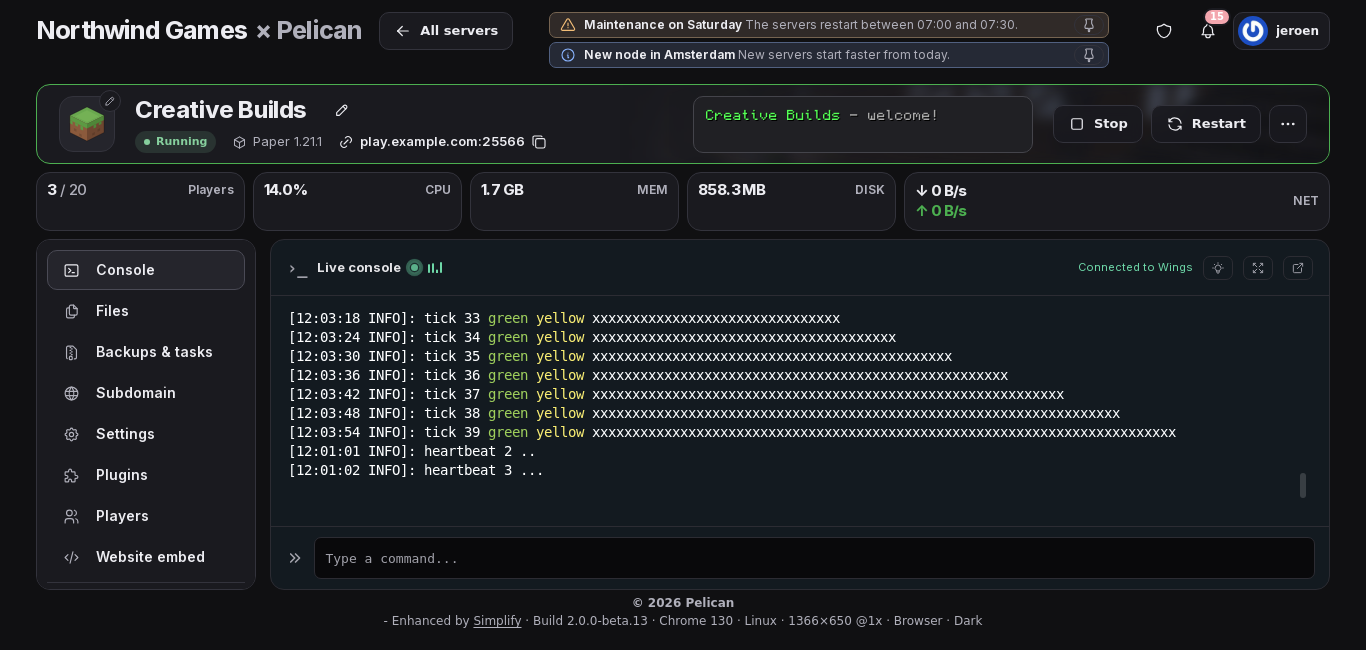 Northwind Games × Pelican
All servers
Maintenance on Saturday The servers restart between 07:00 and 07:30.
New node in Amsterdam New servers start faster from today.
15
jeroen
Creative Builds
Running
Paper 1.21.1
play.example.com:25566
Creative Builds - welcome!
Stop
Restart
3 / 20
Players
14.0%
CPU
1.7 GB
MEM
858.3 MB
DISK
↓ 0 B/s
↑ 0 B/s
NET
Console
Files
Backups & tasks
Subdomain
Settings
Plugins
Players
Website embed
Live console
Connected to Wings
[12:03:18 INFO]: tick 33 green yellow xxxxxxxxxxxxxxxxxxxxxxxxxxxxxxx
[12:03:24 INFO]: tick 34 green yellow xxxxxxxxxxxxxxxxxxxxxxxxxxxxxxxxxxxxxx
[12:03:30 INFO]: tick 35 green yellow xxxxxxxxxxxxxxxxxxxxxxxxxxxxxxxxxxxxxxxxxxxxx
[12:03:36 INFO]: tick 36 green yellow xxxxxxxxxxxxxxxxxxxxxxxxxxxxxxxxxxxxxxxxxxxxxxxxxxxx
[12:03:42 INFO]: tick 37 green yellow xxxxxxxxxxxxxxxxxxxxxxxxxxxxxxxxxxxxxxxxxxxxxxxxxxxxxxxxxxx
[12:03:48 INFO]: tick 38 green yellow xxxxxxxxxxxxxxxxxxxxxxxxxxxxxxxxxxxxxxxxxxxxxxxxxxxxxxxxxxxxxxxxxx
[12:03:54 INFO]: tick 39 green yellow xxxxxxxxxxxxxxxxxxxxxxxxxxxxxxxxxxxxxxxxxxxxxxxxxxxxxxxxxxxxxxxxxxxxxxxxx
[12:01:01 INFO]: heartbeat 2 ..
[12:01:02 INFO]: heartbeat 3 ...
Type a command...
© 2026 Pelican
- Enhanced by Simplify · Build 2.0.0-beta.13 · Chrome 130 · Linux · 1366×650 @1x · Browser · Dark